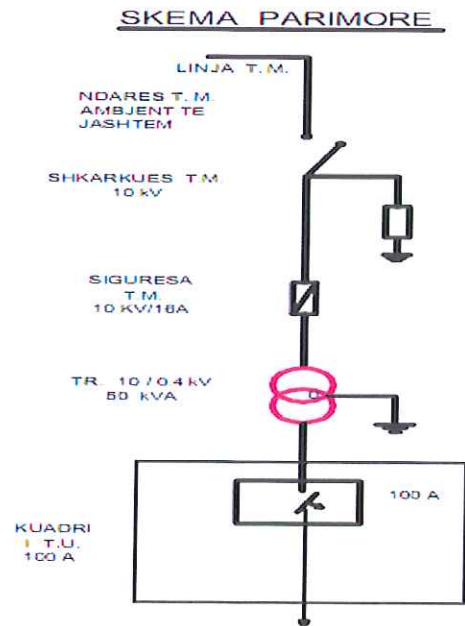 SKEMA PARIMORE
LINJA T.M.
NDARES T.M.
AMBJENT TE
JASHTEM
SHKARKUES T.M.
10 kV
SIGURESA
T.M.
10 KV/16A
TR. 10 / 0.4 kV
50 kVA
100 A
KUADRI
I T.U.
100 A